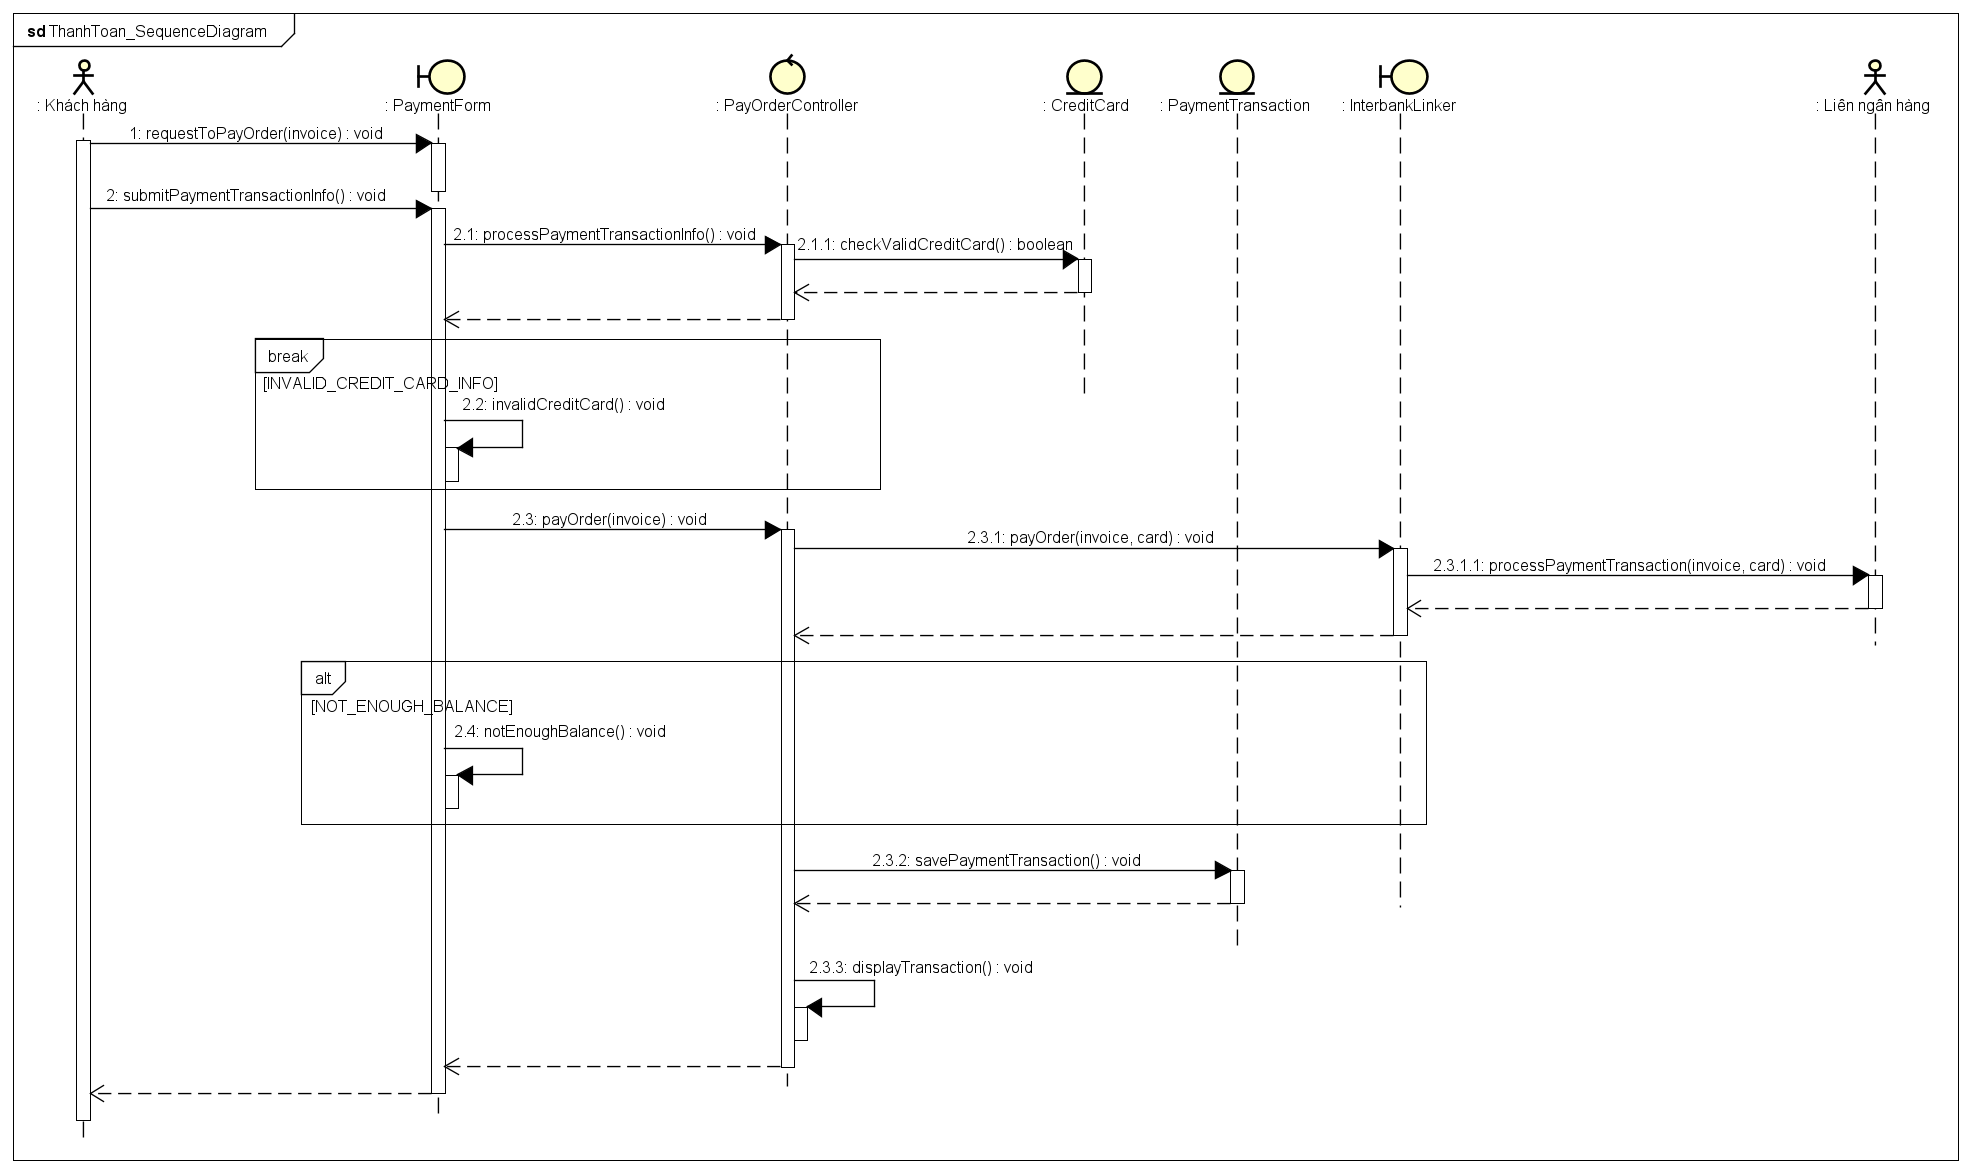 sd ThanhToan_SequenceDiagram
: Khách hàng
: PaymentForm
: PayOrderController
: CreditCard
: PaymentTransaction
: InterbankLinker
: Liên ngân hàng
1: requestToPayOrder(invoice) : void
2: submitPaymentTransactionInfo() : void
2.1: processPaymentTransactionInfo() : void
2.1.1: checkValidCreditCard() : boolean
break
[INVALID_CREDIT_CARD_INFO]
2.2: invalidCreditCard() : void
2.3: payOrder(invoice) : void
2.3.1: payOrder(invoice, card) : void
2.3.1.1: processPaymentTransaction(invoice, card) : void
alt
[NOT_ENOUGH_BALANCE]
2.4: notEnoughBalance() : void
2.3.2: savePaymentTransaction() : void
2.3.3: displayTransaction() : void